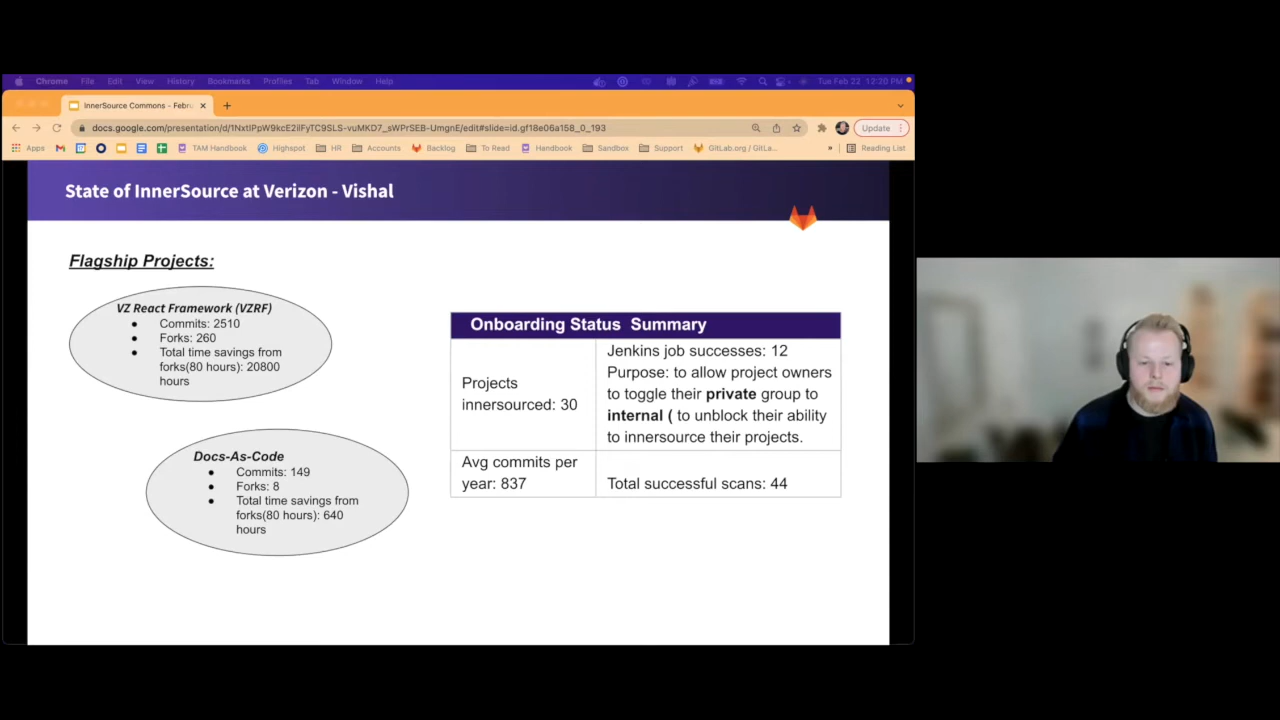 Chrome File Edit View History Bookmarks Profiles Tab Window Help Tue Feb 22 12:20 PM
InnerSource Commons - Febru
docs.google.com/presentation/d/1NxtIPpW9kcE2iIFyTC9SLS-vuMKD7_sWPrSEB-UmgnE/edit#slide=id.gf18e06a158_0_193
Update
Apps TAM Handbook Highspot HR Accounts Backlog To Read Handbook Sandbox Support GitLab.org / GitLa... » Reading List
State of InnerSource at Verizon - Vishal
Flagship Projects:
VZ React Framework (VZRF)
● Commits: 2510
● Forks: 260
● Total time savings from
forks(80 hours): 20800
hours
Docs-As-Code
● Commits: 149
● Forks: 8
● Total time savings from
forks(80 hours): 640
hours
Onboarding Status Summary
Projects
innersourced: 30
Jenkins job successes: 12
Purpose: to allow project owners
to toggle their private group to
internal ( to unblock their ability
to innersource their projects.
Avg commits per
year: 837
Total successful scans: 44